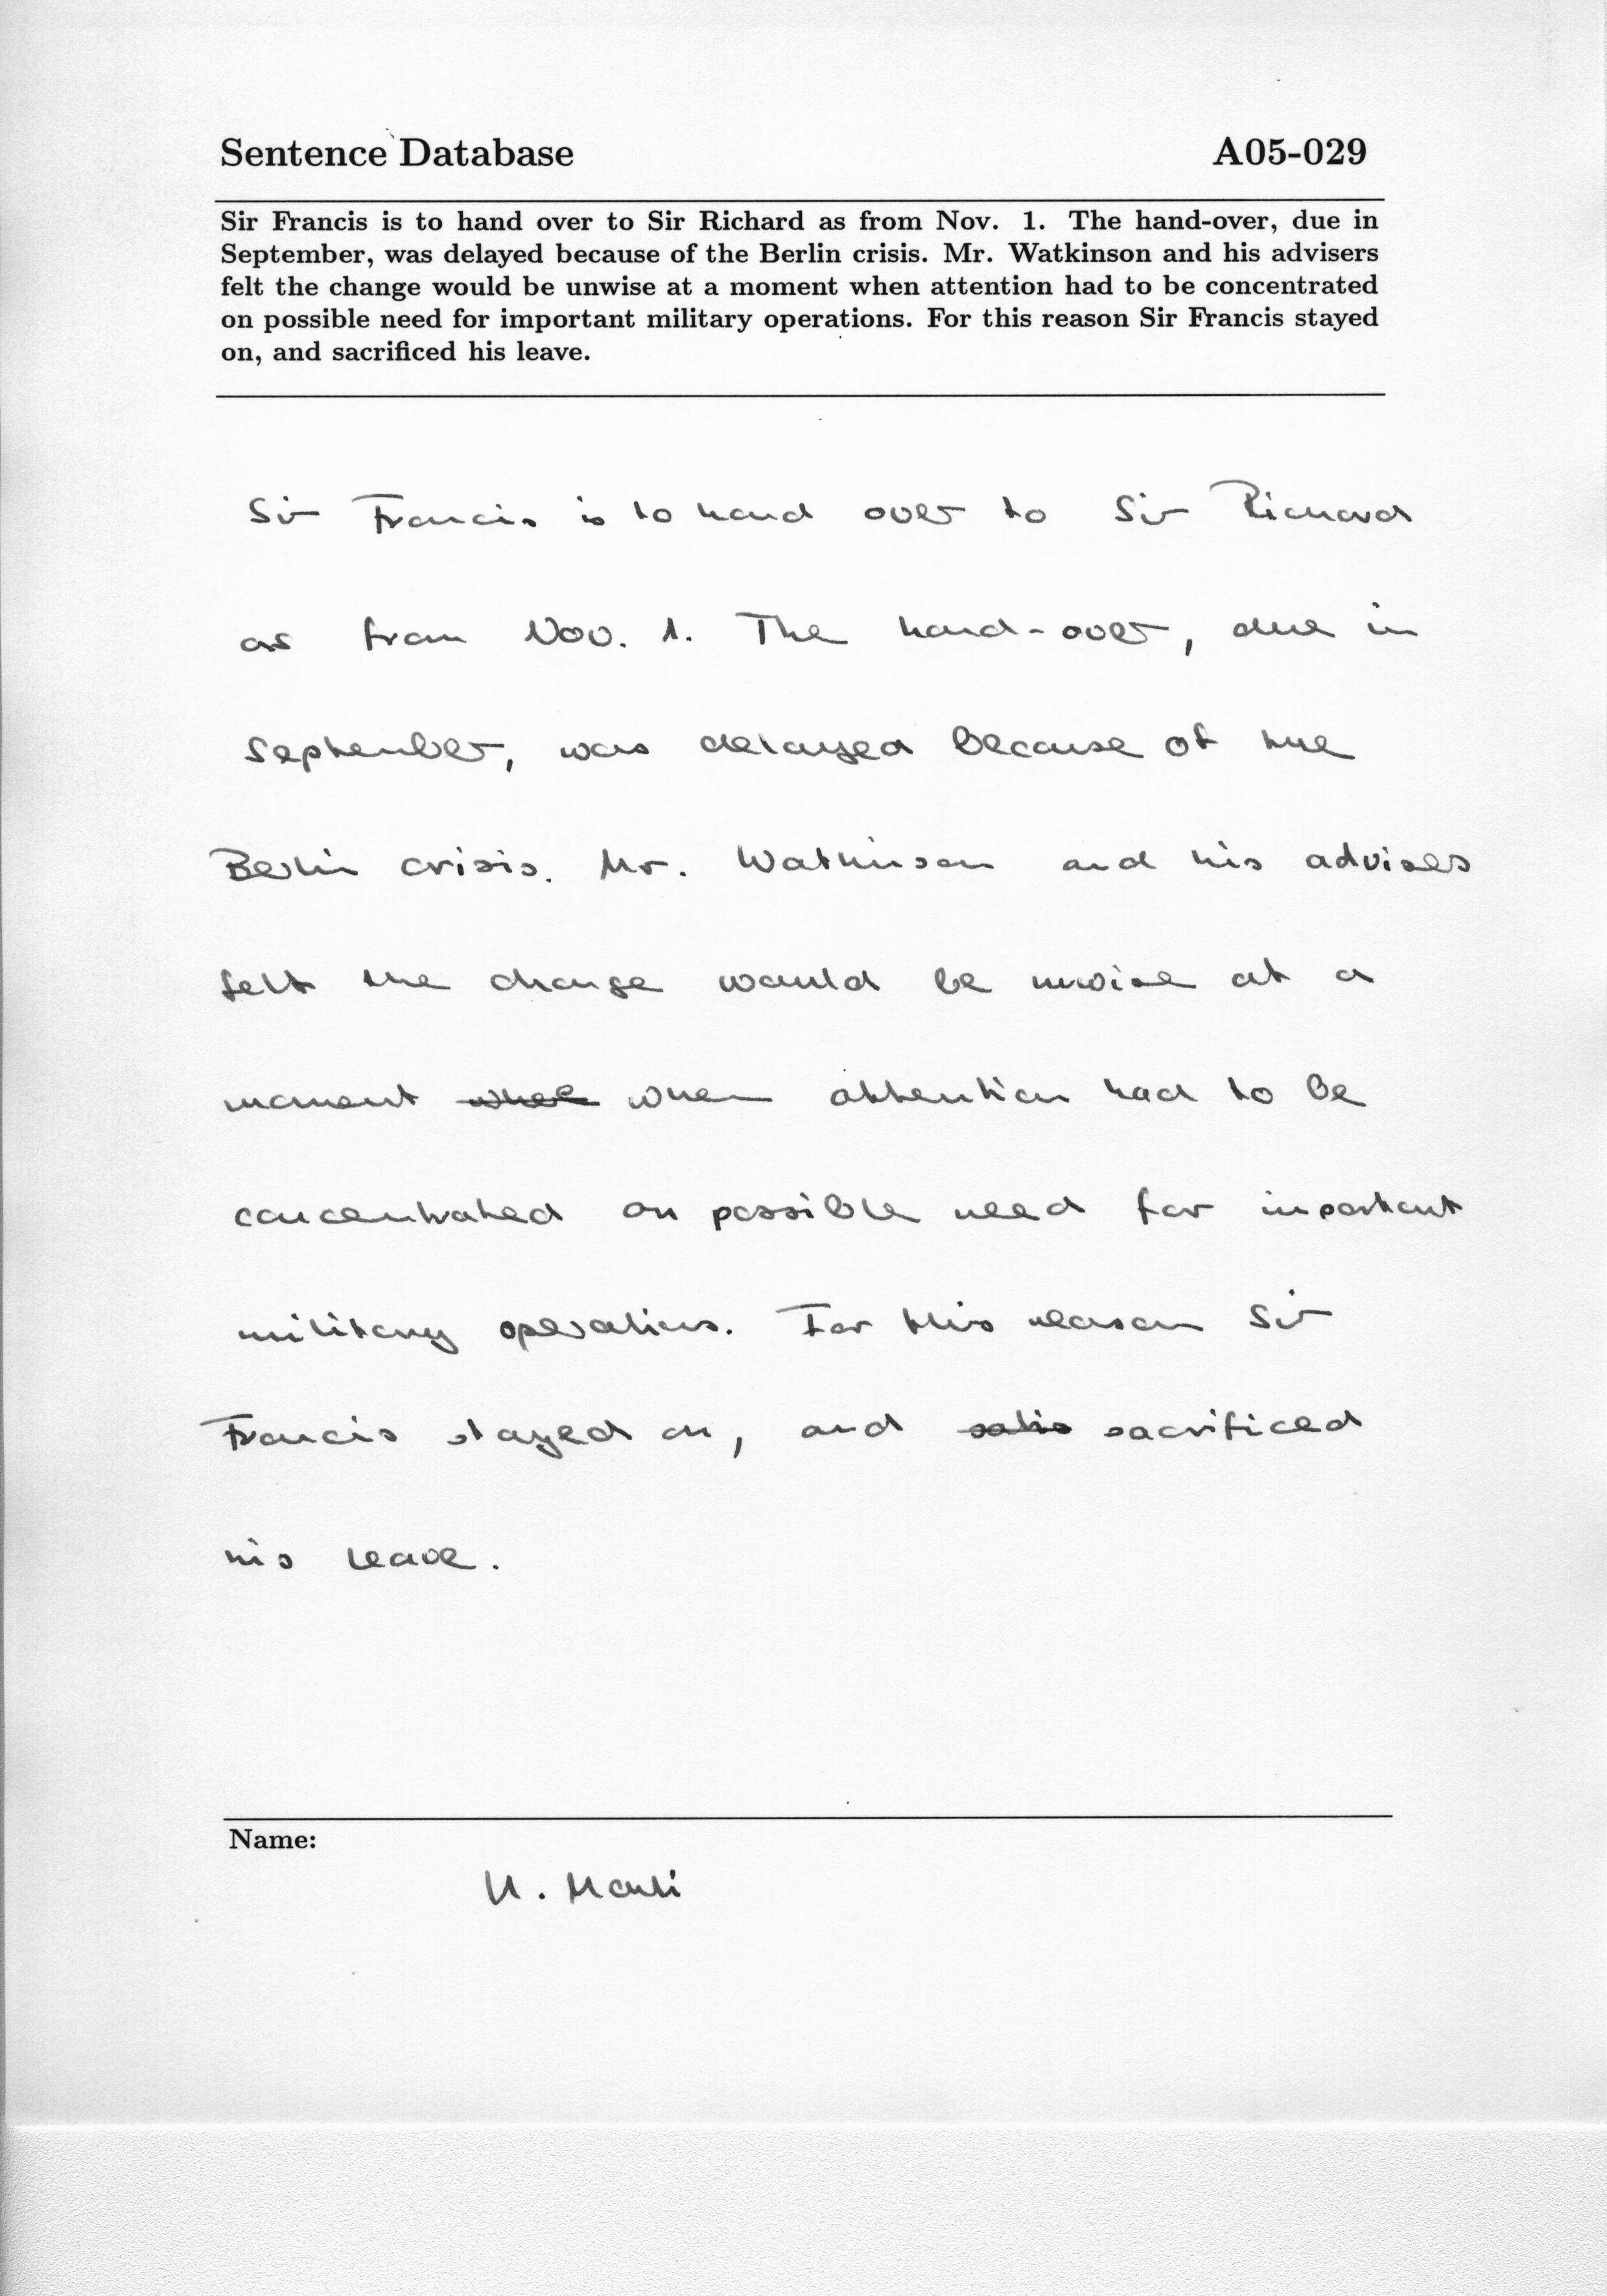 Sentence Database A05-029
Sir Francis is to hand over to Sir Richard as from Nov. 1. The hand-over, due in
September, was delayed because of the Berlin crisis. Mr. Watkinson and his advisers
felt the change would be unwise at a moment when attention had to be concentrated
on possible need for important military operations. For this reason Sir Francis stayed
on, and sacrificed his leave.
Sir Francis is to hand over to Sir Richard
as from Nov. 1. The hand-over, due in
September, was delayed because of the
Berlin crisis. Mr. Watkinson and his advisers
felt the change would be unwise at a
moment when attention had to be
concentrated on possible need for important
military operations. For this reason Sir
Francis stayed on, and sacrificed
his leave.
Name: